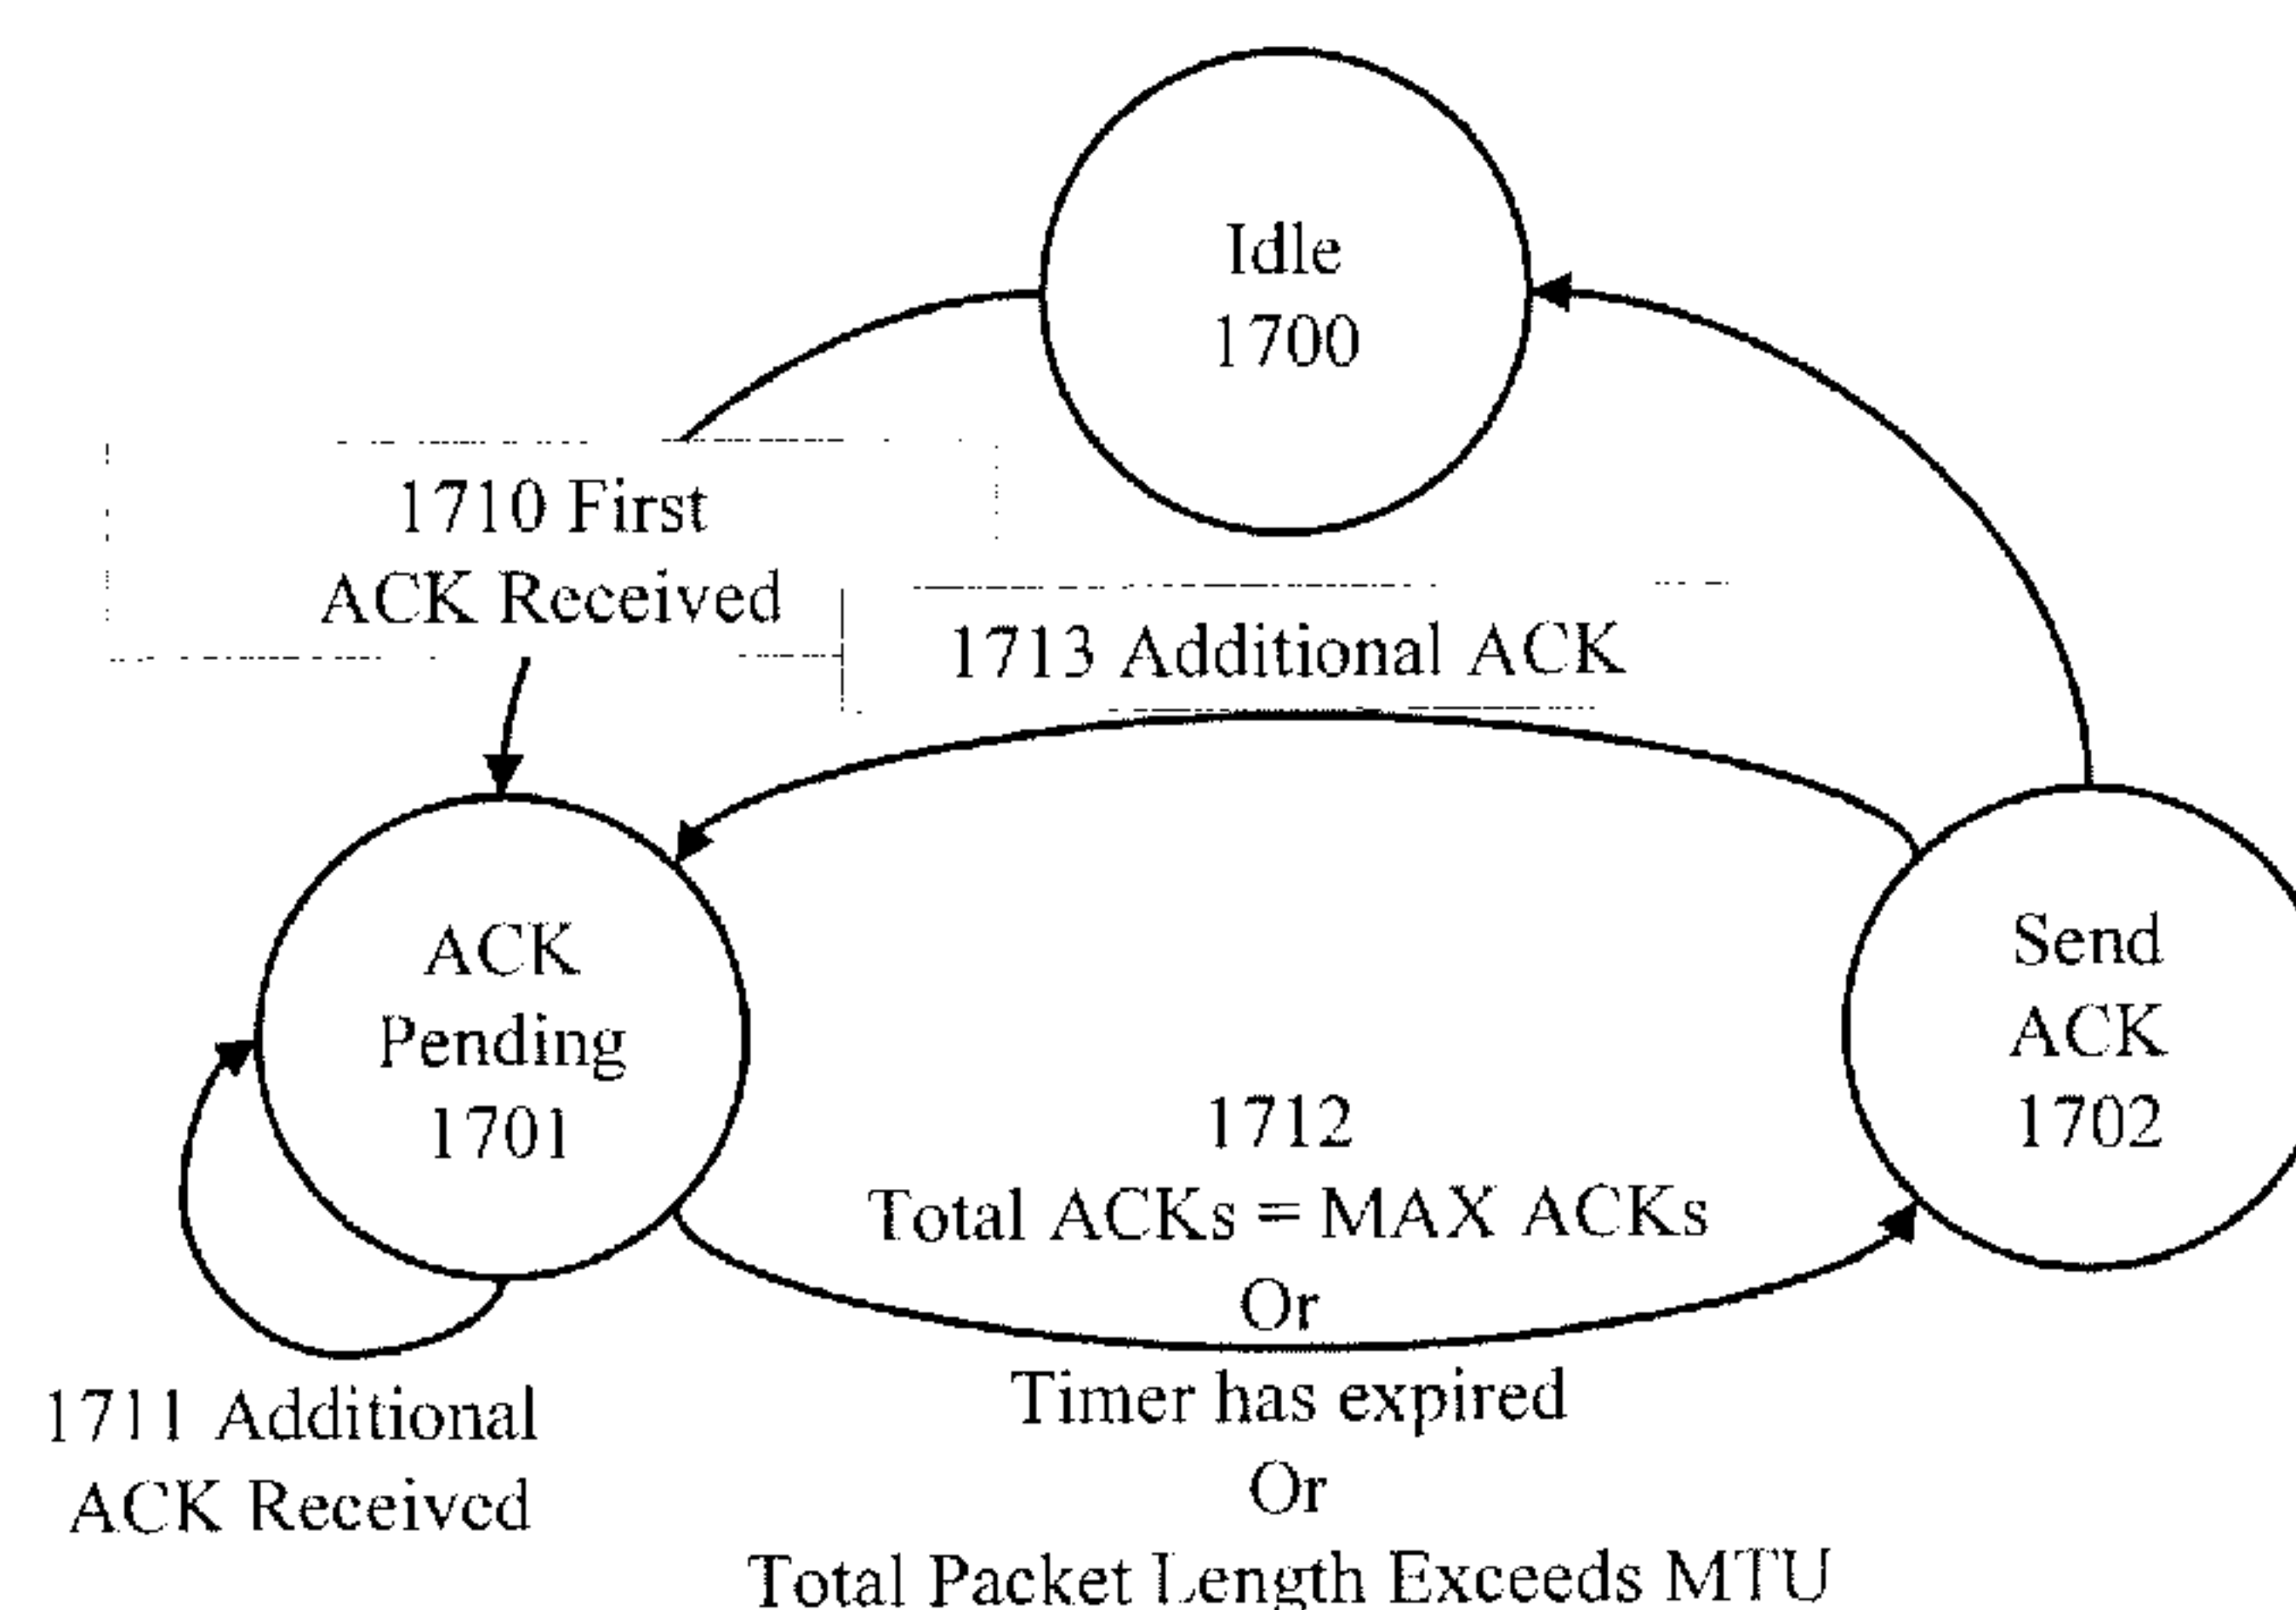 Idle
1700
1710 First
ACK Received
1713 Additional ACK
ACK
Pending
1701
Send
ACK
1702
1712
Total ACKs = MAX ACKs
Or
Timer has expired
Or
Total Packet Length Exceeds MTU
1711 Additional
ACK Received